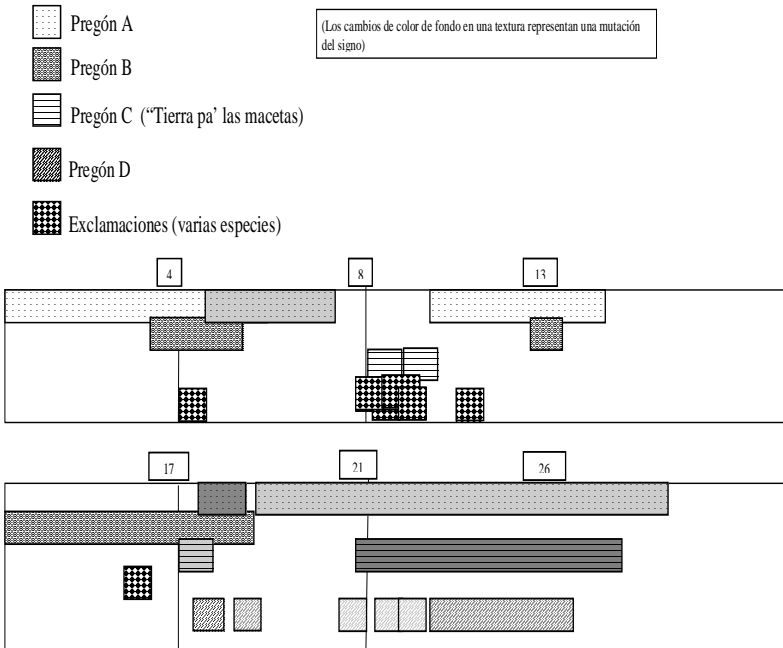 Pregón A
(Los cambios de color de fondo en una textura representan una mutación
del signo)
Pregón B
Pregón C (“Tierra pa’ las macetas)
Pregón D
Exclamaciones (varias especies)
4 8 13
17 21 26